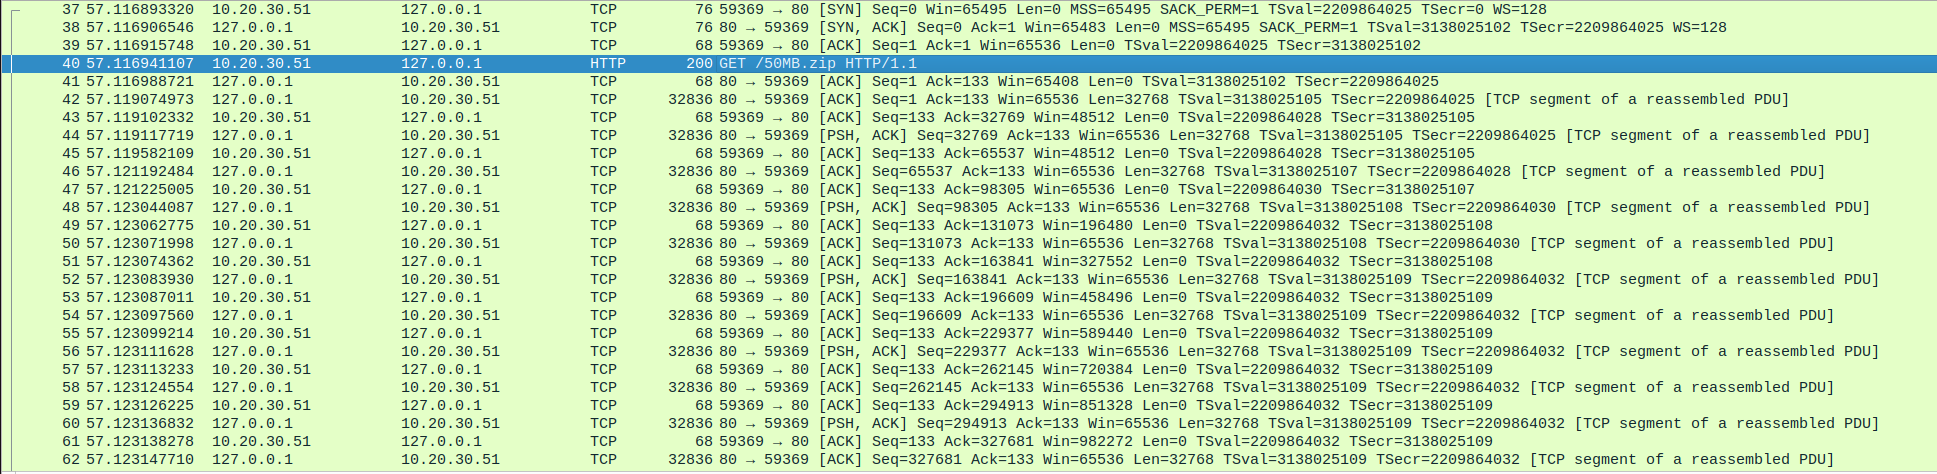 37 57.116893320 10.20.30.51 127.0.0.1 TCP 76 59369 → 80 [SYN] Seq=0 Win=65495 Len=0 MSS=65495 SACK_PERM=1 TSval=2209864025 TSecr=0 WS=128
38 57.116906546 127.0.0.1 10.20.30.51 TCP 76 80 → 59369 [SYN, ACK] Seq=0 Ack=1 Win=65483 Len=0 MSS=65495 SACK_PERM=1 TSval=3138025102 TSecr=2209864025 WS=128
39 57.116915748 10.20.30.51 127.0.0.1 TCP 68 59369 → 80 [ACK] Seq=1 Ack=1 Win=65536 Len=0 TSval=2209864025 TSecr=3138025102
40 57.116941107 10.20.30.51 127.0.0.1 HTTP 200 GET /50MB.zip HTTP/1.1
41 57.116988721 127.0.0.1 10.20.30.51 TCP 68 80 → 59369 [ACK] Seq=1 Ack=133 Win=65408 Len=0 TSval=3138025102 TSecr=2209864025
42 57.119074973 127.0.0.1 10.20.30.51 TCP 32836 80 → 59369 [ACK] Seq=1 Ack=133 Win=65536 Len=32768 TSval=3138025105 TSecr=2209864025 [TCP segment of a reassembled PDU]
43 57.119102332 10.20.30.51 127.0.0.1 TCP 68 59369 → 80 [ACK] Seq=133 Ack=32769 Win=48512 Len=0 TSval=2209864028 TSecr=3138025105
44 57.119117719 127.0.0.1 10.20.30.51 TCP 32836 80 → 59369 [PSH, ACK] Seq=32769 Ack=133 Win=65536 Len=32768 TSval=3138025105 TSecr=2209864025 [TCP segment of a reassembled PDU]
45 57.119582109 10.20.30.51 127.0.0.1 TCP 68 59369 → 80 [ACK] Seq=133 Ack=65537 Win=48512 Len=0 TSval=2209864028 TSecr=3138025105
46 57.121192484 127.0.0.1 10.20.30.51 TCP 32836 80 → 59369 [ACK] Seq=65537 Ack=133 Win=65536 Len=32768 TSval=3138025107 TSecr=2209864028 [TCP segment of a reassembled PDU]
47 57.121225005 10.20.30.51 127.0.0.1 TCP 68 59369 → 80 [ACK] Seq=133 Ack=98305 Win=65536 Len=0 TSval=2209864030 TSecr=3138025107
48 57.123044087 127.0.0.1 10.20.30.51 TCP 32836 80 → 59369 [PSH, ACK] Seq=98305 Ack=133 Win=65536 Len=32768 TSval=3138025108 TSecr=2209864030 [TCP segment of a reassembled PDU]
49 57.123062775 10.20.30.51 127.0.0.1 TCP 68 59369 → 80 [ACK] Seq=133 Ack=131073 Win=196480 Len=0 TSval=2209864032 TSecr=3138025108
50 57.123071998 127.0.0.1 10.20.30.51 TCP 32836 80 → 59369 [ACK] Seq=131073 Ack=133 Win=65536 Len=32768 TSval=3138025108 TSecr=2209864030 [TCP segment of a reassembled PDU]
51 57.123074362 10.20.30.51 127.0.0.1 TCP 68 59369 → 80 [ACK] Seq=133 Ack=163841 Win=327552 Len=0 TSval=2209864032 TSecr=3138025108
52 57.123083930 127.0.0.1 10.20.30.51 TCP 32836 80 → 59369 [PSH, ACK] Seq=163841 Ack=133 Win=65536 Len=32768 TSval=3138025109 TSecr=2209864032 [TCP segment of a reassembled PDU]
53 57.123087011 10.20.30.51 127.0.0.1 TCP 68 59369 → 80 [ACK] Seq=133 Ack=196609 Win=458496 Len=0 TSval=2209864032 TSecr=3138025109
54 57.123097560 127.0.0.1 10.20.30.51 TCP 32836 80 → 59369 [ACK] Seq=196609 Ack=133 Win=65536 Len=32768 TSval=3138025109 TSecr=2209864032 [TCP segment of a reassembled PDU]
55 57.123099214 10.20.30.51 127.0.0.1 TCP 68 59369 → 80 [ACK] Seq=133 Ack=229377 Win=589440 Len=0 TSval=2209864032 TSecr=3138025109
56 57.123111628 127.0.0.1 10.20.30.51 TCP 32836 80 → 59369 [PSH, ACK] Seq=229377 Ack=133 Win=65536 Len=32768 TSval=3138025109 TSecr=2209864032 [TCP segment of a reassembled PDU]
57 57.123113233 10.20.30.51 127.0.0.1 TCP 68 59369 → 80 [ACK] Seq=133 Ack=262145 Win=720384 Len=0 TSval=2209864032 TSecr=3138025109
58 57.123124554 127.0.0.1 10.20.30.51 TCP 32836 80 → 59369 [ACK] Seq=262145 Ack=133 Win=65536 Len=32768 TSval=3138025109 TSecr=2209864032 [TCP segment of a reassembled PDU]
59 57.123126225 10.20.30.51 127.0.0.1 TCP 68 59369 → 80 [ACK] Seq=133 Ack=294913 Win=851328 Len=0 TSval=2209864032 TSecr=3138025109
60 57.123136832 127.0.0.1 10.20.30.51 TCP 32836 80 → 59369 [PSH, ACK] Seq=294913 Ack=133 Win=65536 Len=32768 TSval=3138025109 TSecr=2209864032 [TCP segment of a reassembled PDU]
61 57.123138278 10.20.30.51 127.0.0.1 TCP 68 59369 → 80 [ACK] Seq=133 Ack=327681 Win=982272 Len=0 TSval=2209864032 TSecr=3138025109
62 57.123147710 127.0.0.1 10.20.30.51 TCP 32836 80 → 59369 [ACK] Seq=327681 Ack=133 Win=65536 Len=32768 TSval=3138025109 TSecr=2209864032 [TCP segment of a reassembled PDU]